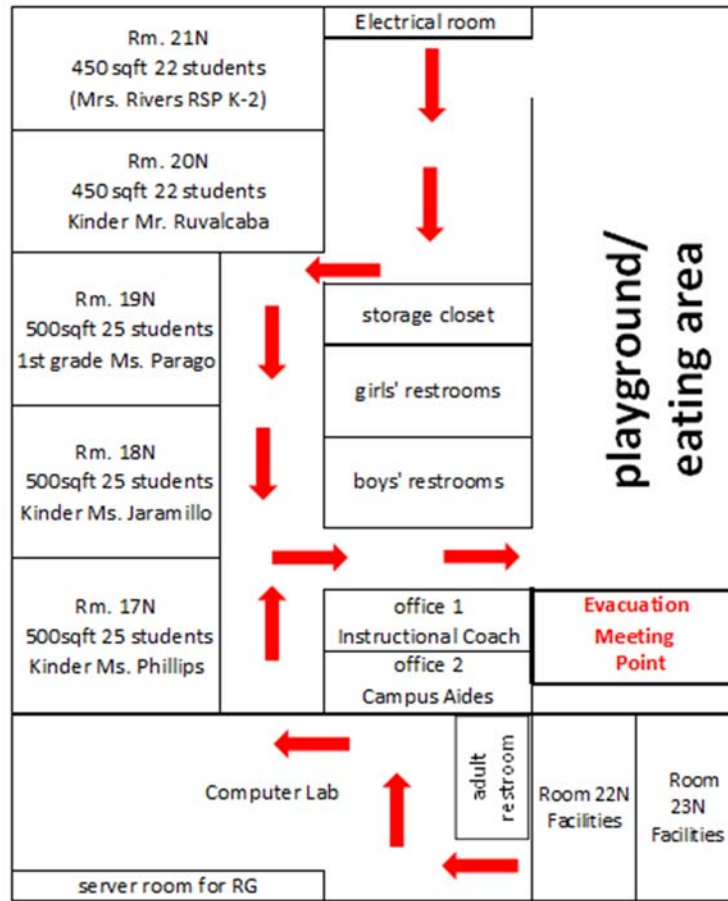 Electrical room
Rm. 21N
450 sqft 22 students
(Mrs. Rivers RSP K-2)
Rm. 20N
450 sqft 22 students
Kinder Mr. Ruvalcaba
Rm. 19N
500sqft 25 students
1st grade Ms. Parago
storage closet
girls' restrooms
playground/
eating area
Rm. 18N
500sqft 25 students
Kinder Ms. Jaramillo
boys' restrooms
Rm. 17N
500sqft 25 students
Kinder Ms. Phillips
office 1
Instructional Coach
office 2
Campus Aides
Evacuation
Meeting
Point
Computer Lab
adult
restroom
Room 22N
Facilities
Room
23N
Facilities
server room for RG